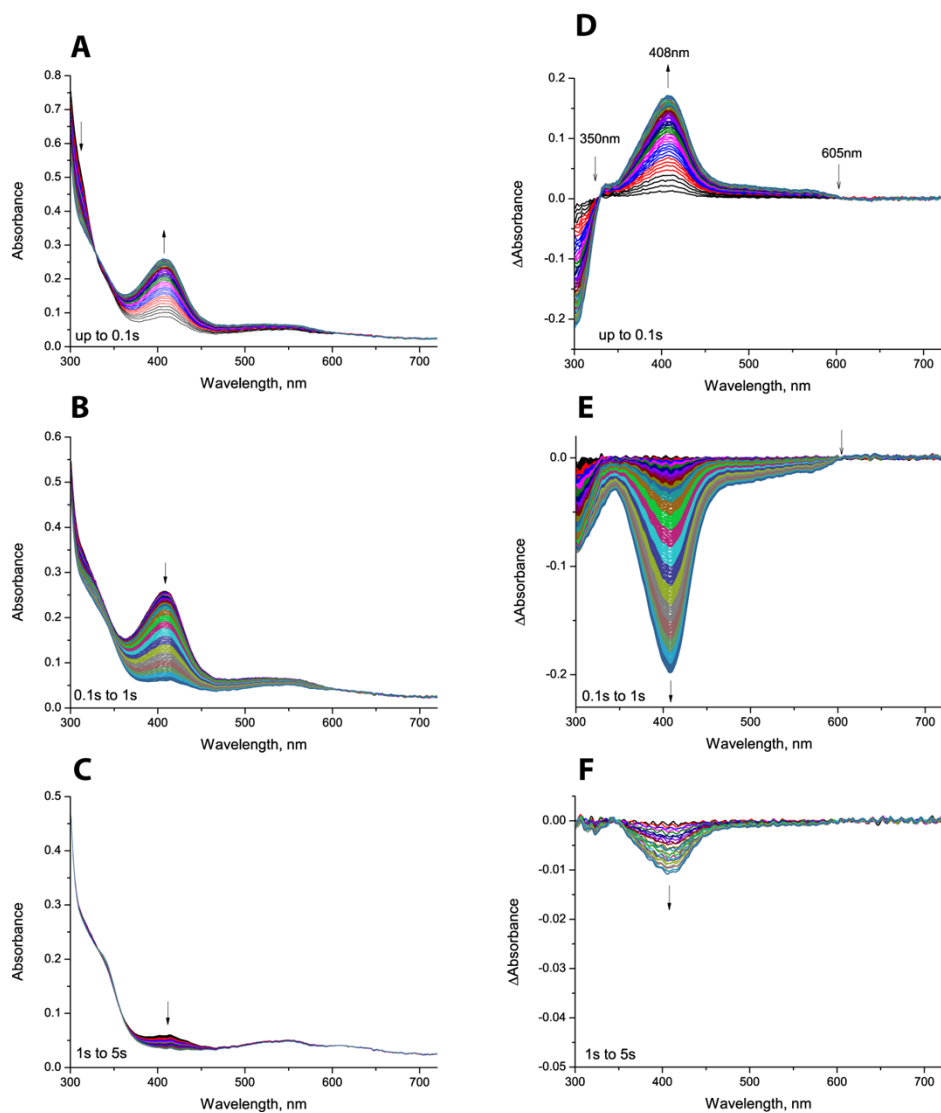 A
Absorbance
0.8
0.7
0.6
0.5
0.4
0.3
0.2
0.1
0.0
up to 0.1s
300 400 500 600 700
Wavelength, nm
D
ΔAbsorbance
0.2
0.1
0.0
-0.1
-0.2
350nm
408nm
605nm
up to 0.1s
300 400 500 600 700
Wavelength, nm
B
Absorbance
0.6
0.5
0.4
0.3
0.2
0.1
0.0
0.1s to 1s
300 400 500 600 700
Wavelength, nm
E
ΔAbsorbance
0.0
-0.1
-0.2
300 400 500 600 700
Wavelength, nm
C
Absorbance
0.5
0.4
0.3
0.2
0.1
0.0
1s to 5s
300 400 500 600 700
Wavelength, nm
F
ΔAbsorbance
0.00
-0.01
-0.02
-0.03
-0.04
-0.05
1s to 5s
300 400 500 600 700
Wavelength, nm